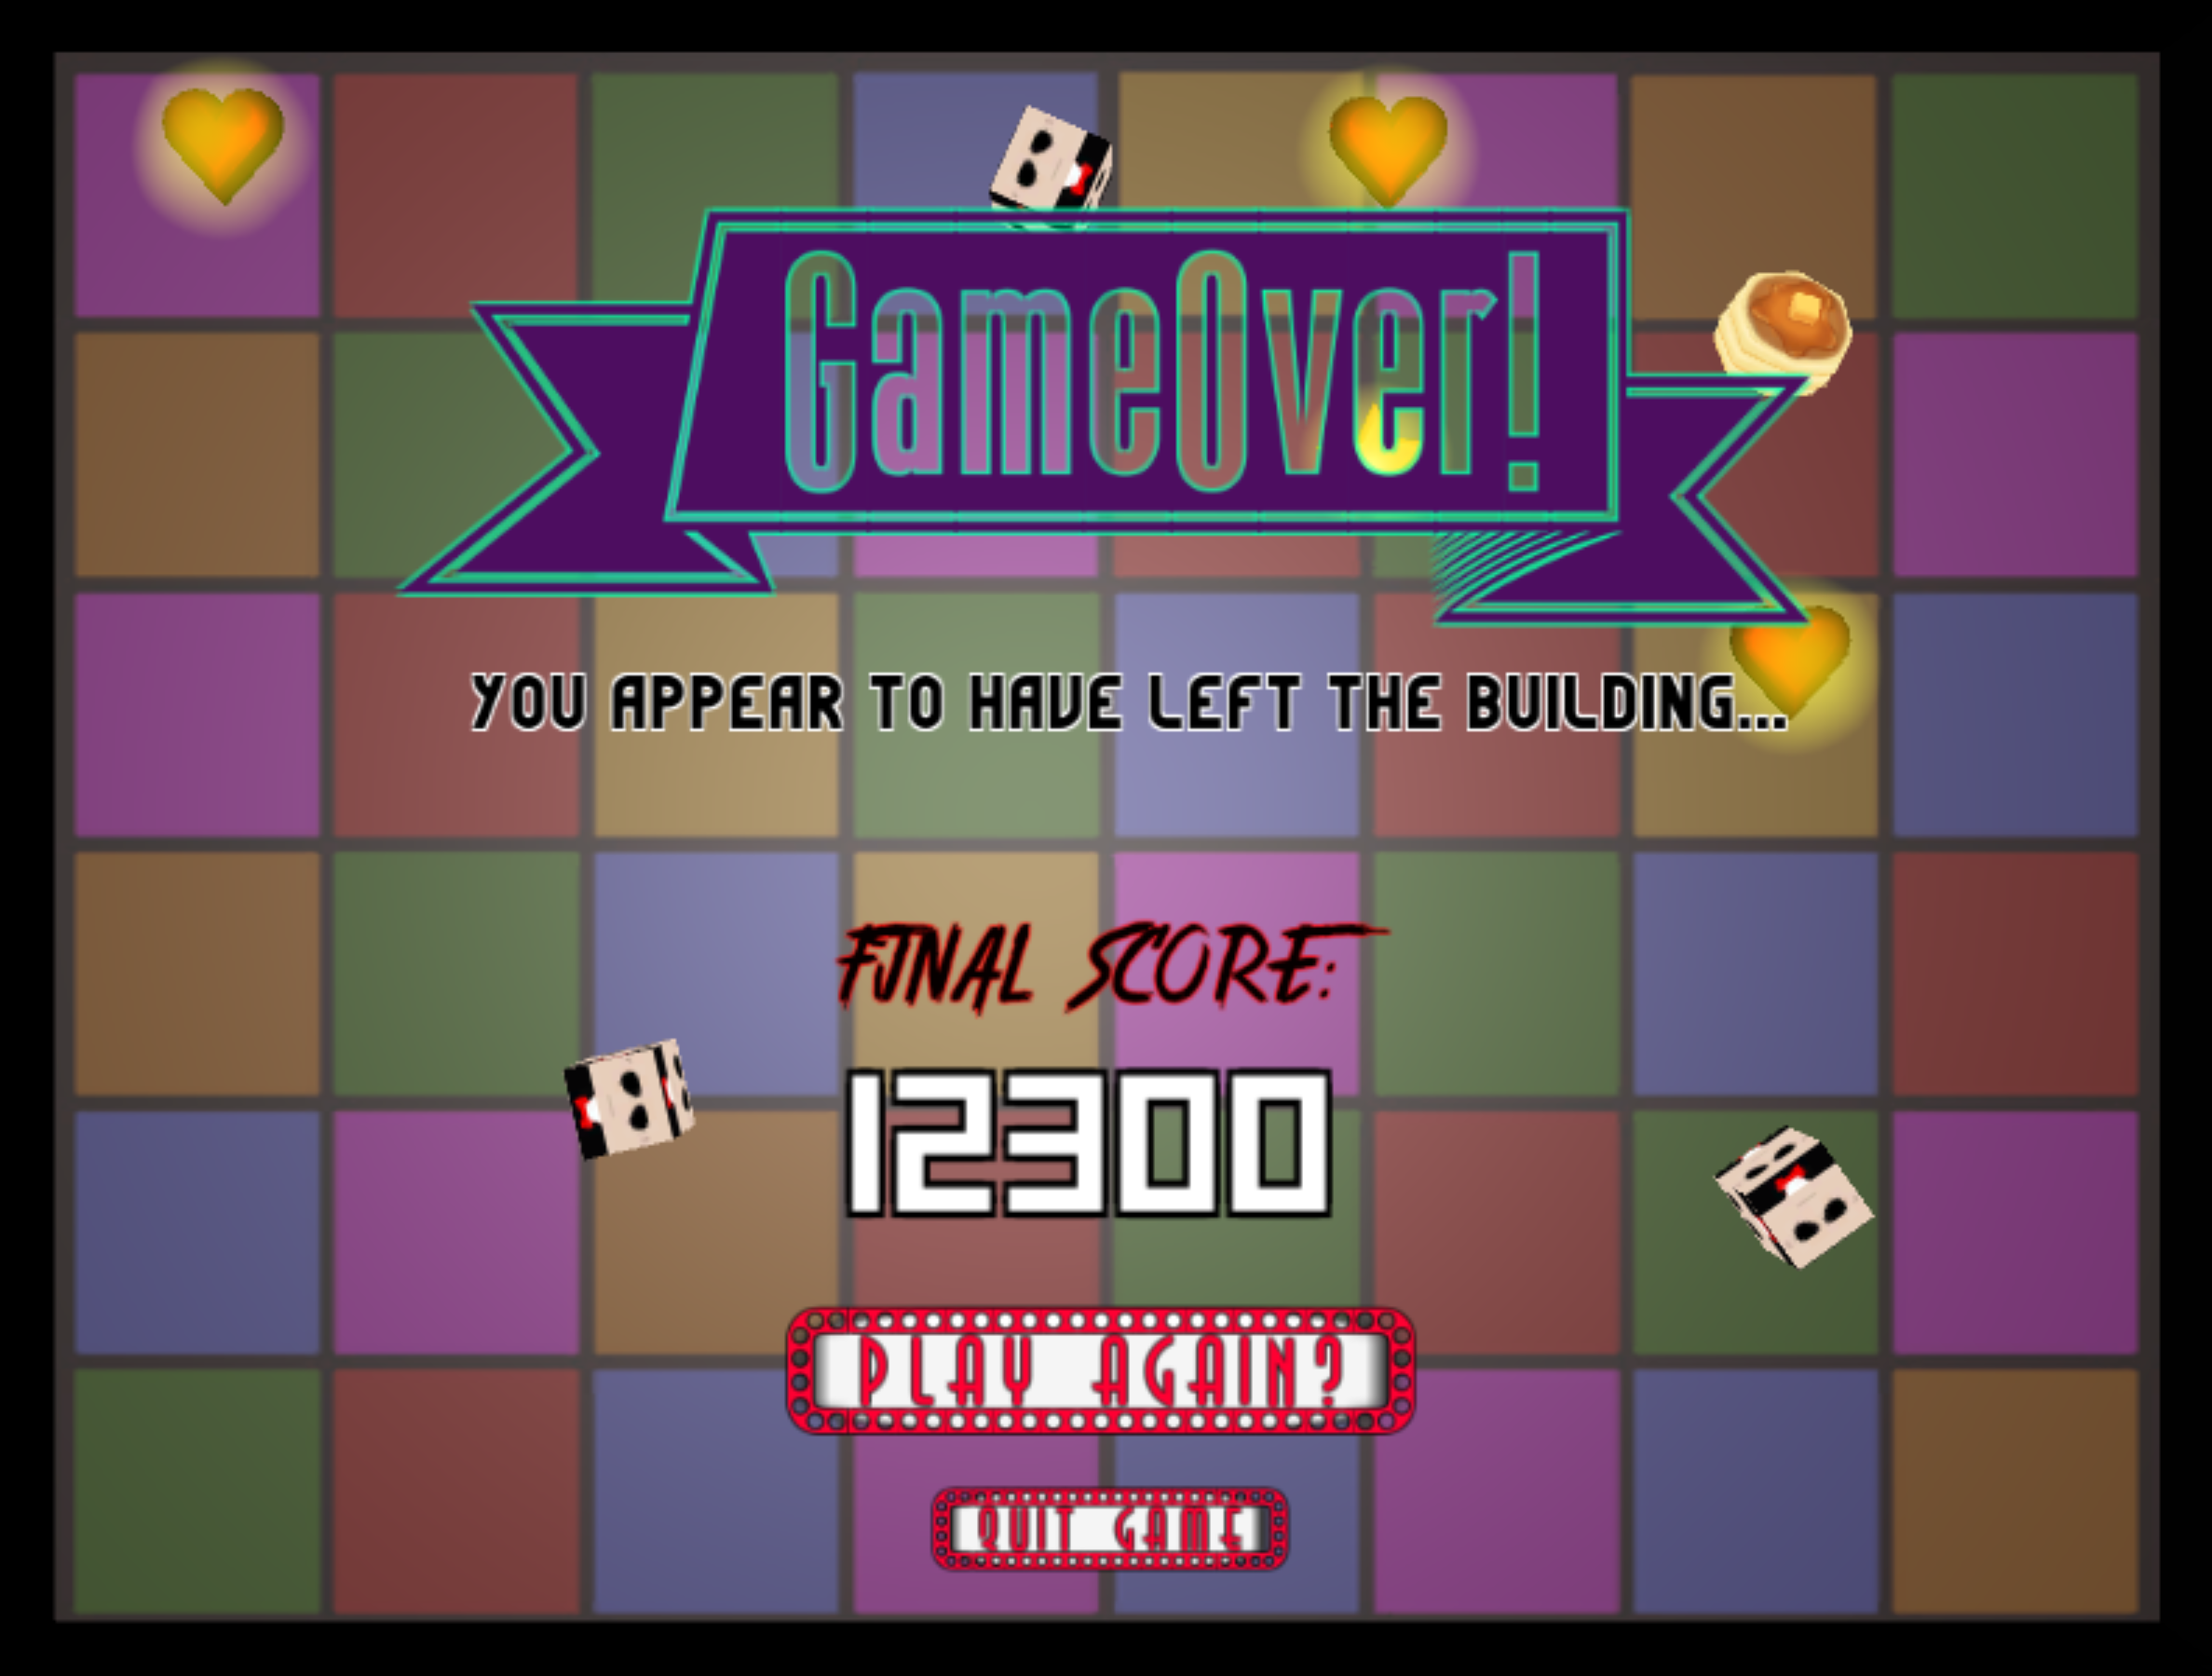 GameOver!
YOU APPEAR TO HAVE LEFT THE BUILDING...
FINAL SCORE:
12300
PLAY AGAIN?
QUIT GAME